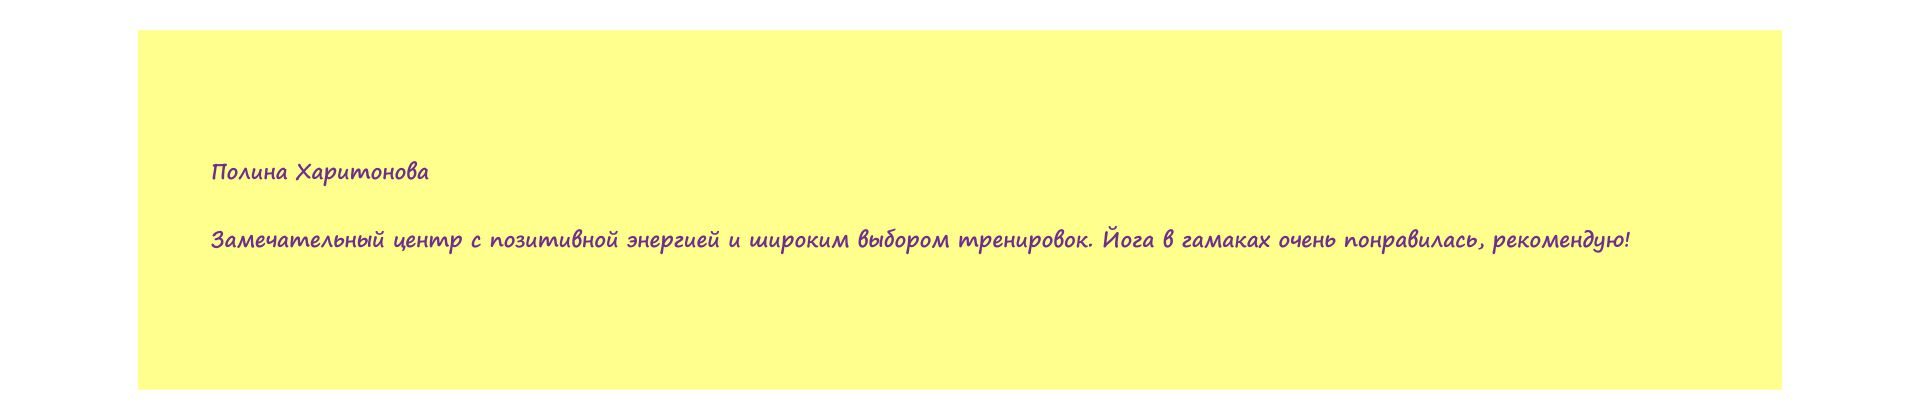 Полина Харитонова
Замечательный центр с позитивной энергией и широким выбором тренировок. Йога в гамаках очень понравилась, рекомендую!